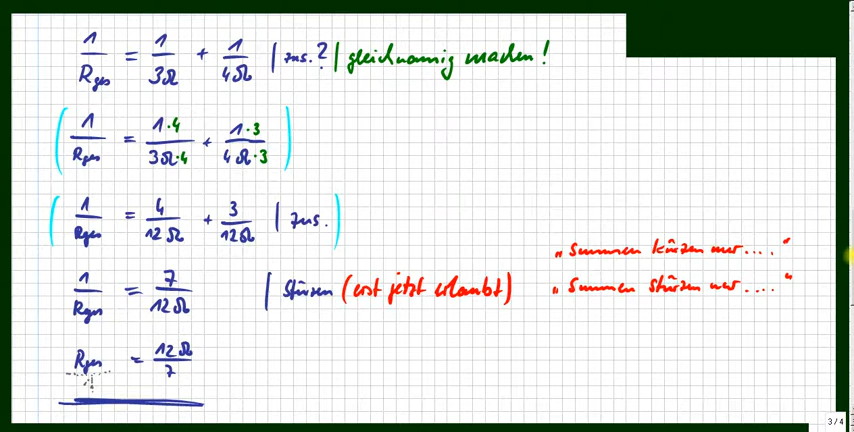 1/R_ges = 1/3Ω + 1/4Ω | zus.? | gleichnamig machen!
( 1/R_ges = 1·4/3Ω·4 + 1·3/4Ω·3 )
( 1/R_ges = 4/12Ω + 3/12Ω | zus. )
„Summen kürzen nur ...."
1/R_ges = 7/12Ω | stürzen (erst jetzt erlaubt) „Summen stürzen nur ...."
R_ges = 12Ω/7
1
3/4